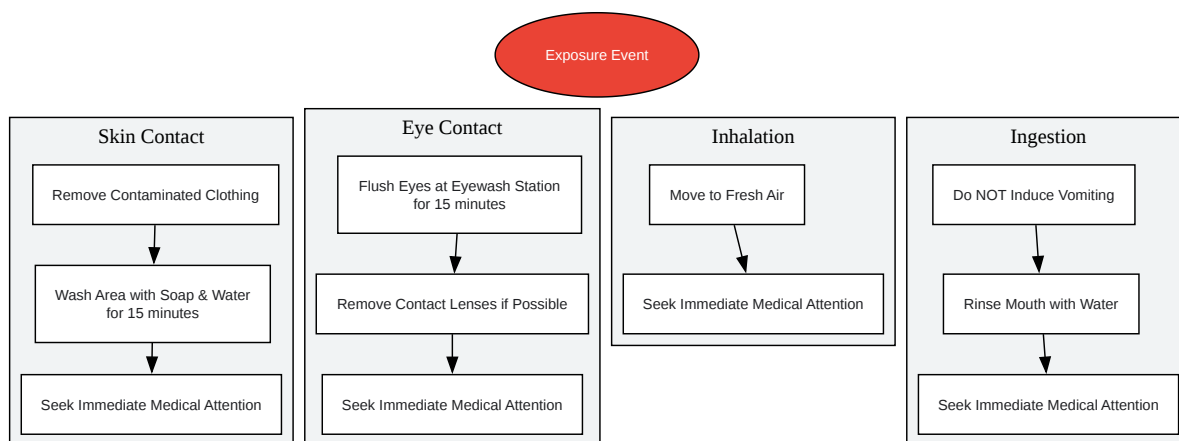 Exposure Event
Skin Contact
Remove Contaminated Clothing
Wash Area with Soap & Water
for 15 minutes
Seek Immediate Medical Attention
Eye Contact
Flush Eyes at Eyewash Station
for 15 minutes
Remove Contact Lenses if Possible
Seek Immediate Medical Attention
Inhalation
Move to Fresh Air
Seek Immediate Medical Attention
Ingestion
Do NOT Induce Vomiting
Rinse Mouth with Water
Seek Immediate Medical Attention